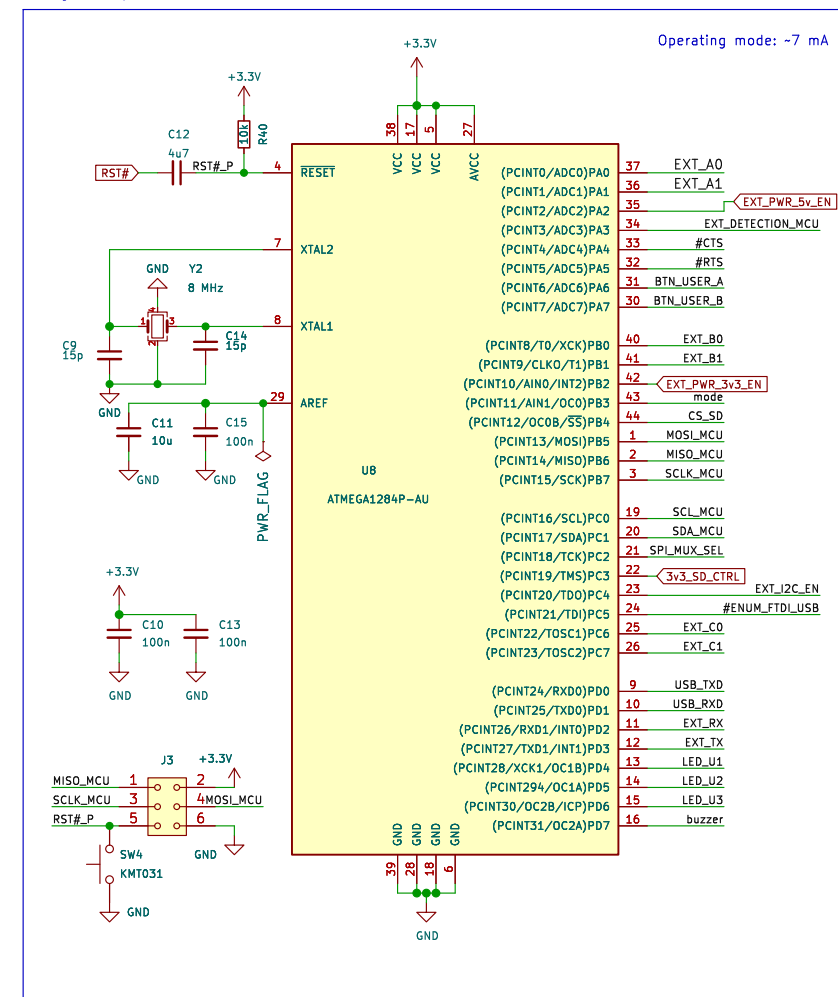 Operating mode: ~7 mA
+3.3V
+3.3V
C12
4u7
10k
R40
RST#
RST#_P
4
RESET
38
17
5
27
VCC
VCC
VCC
AVCC
7
XTAL2
GND
Y2
8 MHz
4
1
3
2
8
XTAL1
C9
15p
C14
15p
GND
29
AREF
C11
10u
C15
100n
GND
GND
PWR_FLAG
U8
ATMEGA1284P-AU
(PCINT0/ADC0)PA0 37 EXT_A0
(PCINT1/ADC1)PA1 36 EXT_A1
(PCINT2/ADC2)PA2 35 EXT_PWR_5v_EN
(PCINT3/ADC3)PA3 34 EXT_DETECTION_MCU
(PCINT4/ADC4)PA4 33 #CTS
(PCINT5/ADC5)PA5 32 #RTS
(PCINT6/ADC6)PA6 31 BTN_USER_A
(PCINT7/ADC7)PA7 30 BTN_USER_B
(PCINT8/T0/XCK)PB0 40 EXT_B0
(PCINT9/CLKO/T1)PB1 41 EXT_B1
(PCINT10/AIN0/INT2)PB2 42 EXT_PWR_3v3_EN
(PCINT11/AIN1/OC0)PB3 43 mode
(PCINT12/OC0B/SS)PB4 44 CS_SD
(PCINT13/MOSI)PB5 1 MOSI_MCU
(PCINT14/MISO)PB6 2 MISO_MCU
(PCINT15/SCK)PB7 3 SCLK_MCU
(PCINT16/SCL)PC0 19 SCL_MCU
(PCINT17/SDA)PC1 20 SDA_MCU
(PCINT18/TCK)PC2 21 SPI_MUX_SEL
(PCINT19/TMS)PC3 22 3v3_SD_CTRL
(PCINT20/TDO)PC4 23 EXT_I2C_EN
(PCINT21/TDI)PC5 24 #ENUM_FTDI_USB
(PCINT22/TOSC1)PC6 25 EXT_C0
(PCINT23/TOSC2)PC7 26 EXT_C1
(PCINT24/RXD0)PD0 9 USB_TXD
(PCINT25/TXD0)PD1 10 USB_RXD
(PCINT26/RXD1/INT0)PD2 11 EXT_RX
(PCINT27/TXD1/INT1)PD3 12 EXT_TX
(PCINT28/XCK1/OC1B)PD4 13 LED_U1
(PCINT294/OC1A)PD5 14 LED_U2
(PCINT30/OC2B/ICP)PD6 15 LED_U3
(PCINT31/OC2A)PD7 16 buzzer
+3.3V
C10
100n
C13
100n
GND
GND
J3
+3.3V
MISO_MCU 1 2
SCLK_MCU 3 4 MOSI_MCU
RST#_P 5 6
GND
SW4
KMT031
GND
GND
GND
GND
GND
39
28
18
6
GND